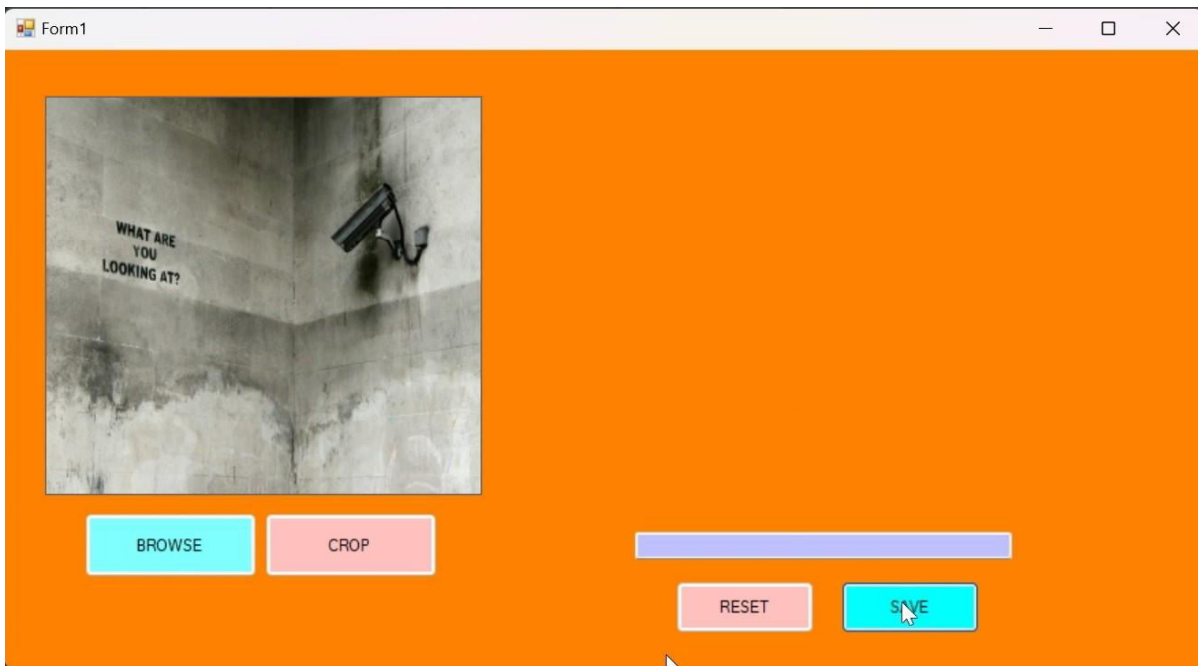 Form1
WHAT ARE
YOU
LOOKING AT?
BROWSE
CROP
RESET
SAVE